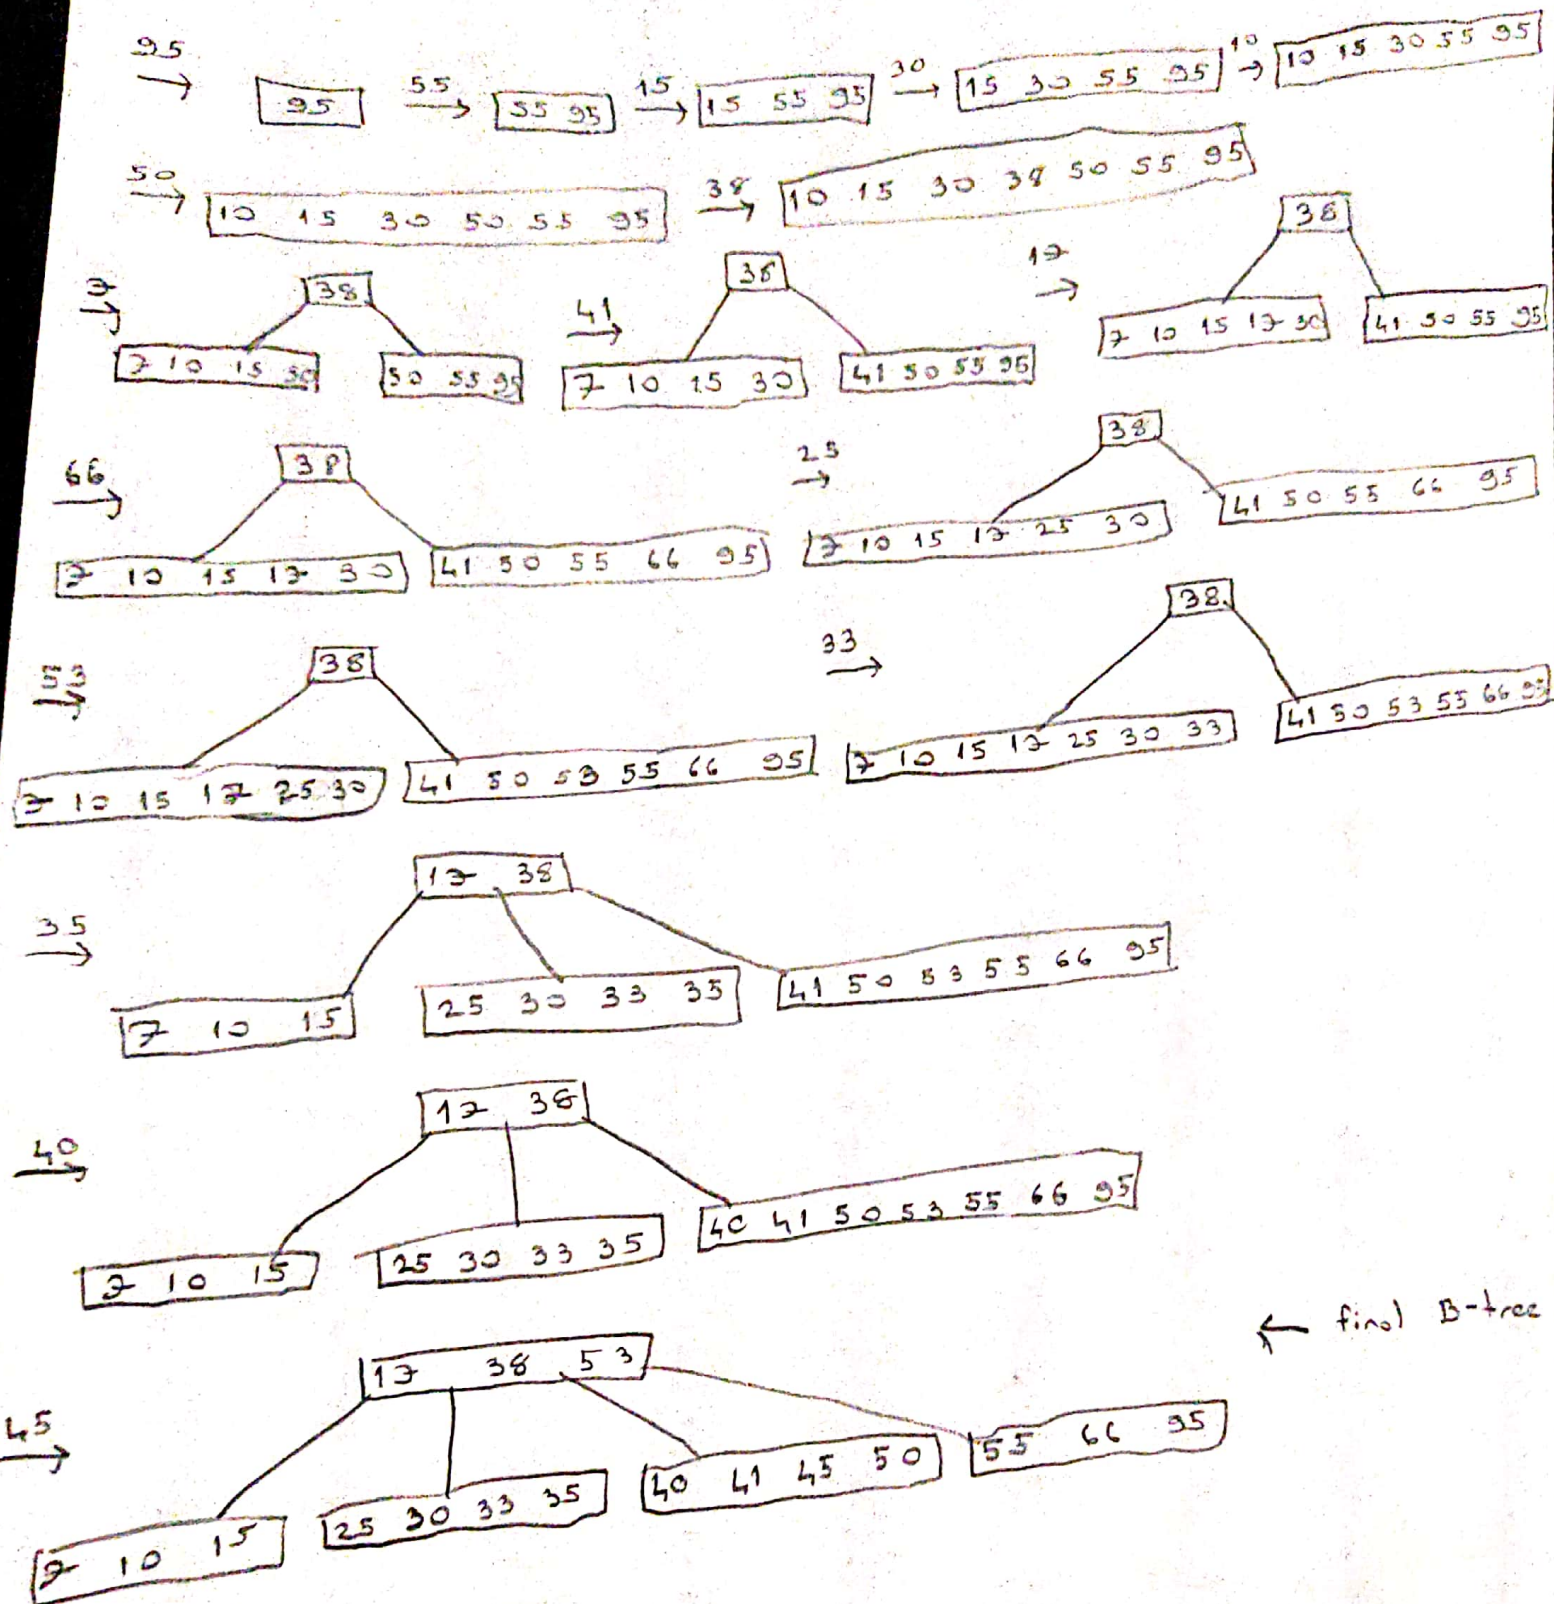 95 → 95 55 → 55 95 15 → 15 55 95 30 → 15 30 55 95 10 → 10 15 30 55 95
50 → 10 15 30 50 55 95 38 → 10 15 30 38 50 55 95
7 → 38 41 → 38 17 → 38
7 10 15 30 50 55 95 7 10 15 30 41 50 55 95 7 10 15 17 30 41 50 55 95
66 → 38 25 → 38
7 10 15 17 30 41 50 55 66 95 7 10 15 17 25 30 41 50 55 66 95
53 → 38 33 → 38
7 10 15 17 25 30 41 50 53 55 66 95 7 10 15 17 25 30 33 41 50 53 55 66 95
35 → 17 38
7 10 15 25 30 33 35 41 50 53 55 66 95
40 → 17 38
7 10 15 25 30 33 35 40 41 50 53 55 66 95
← final B-tree
45 → 17 38 53
7 10 15 25 30 33 35 40 41 45 50 55 66 95